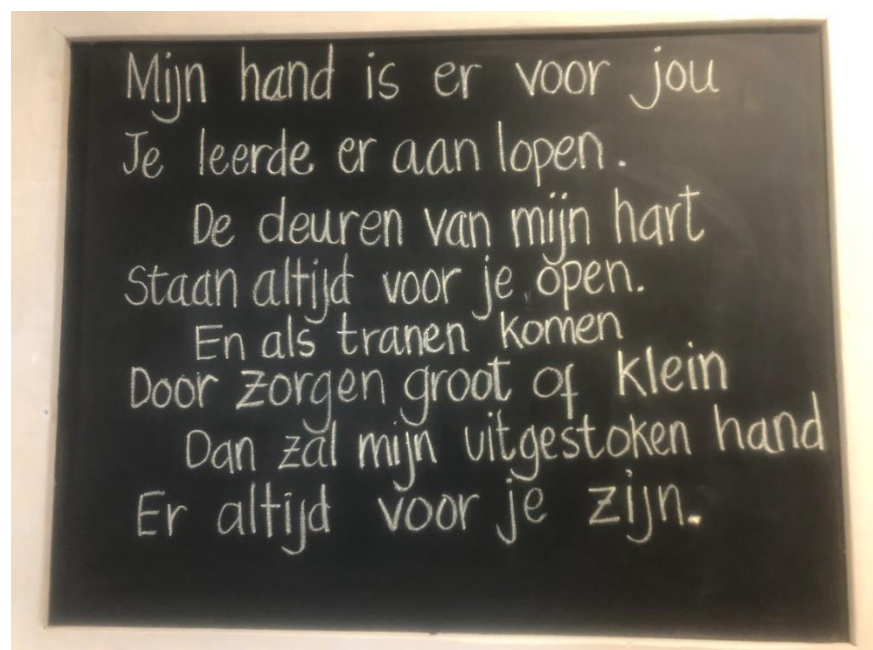 Mijn hand is er voor jou
Je leerde er aan lopen.
De deuren van mijn hart
Staan altijd voor je open.
En als tranen komen
Door zorgen groot of klein
Dan zal mijn uitgestoken hand
Er altijd voor je zijn.